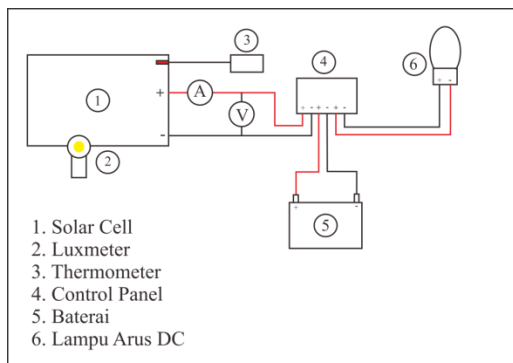 3
4
6
1
+
A
V
-
+ - + - + -
+ -
2
+ -
5
1. Solar Cell
2. Luxmeter
3. Thermometer
4. Control Panel
5. Baterai
6. Lampu Arus DC